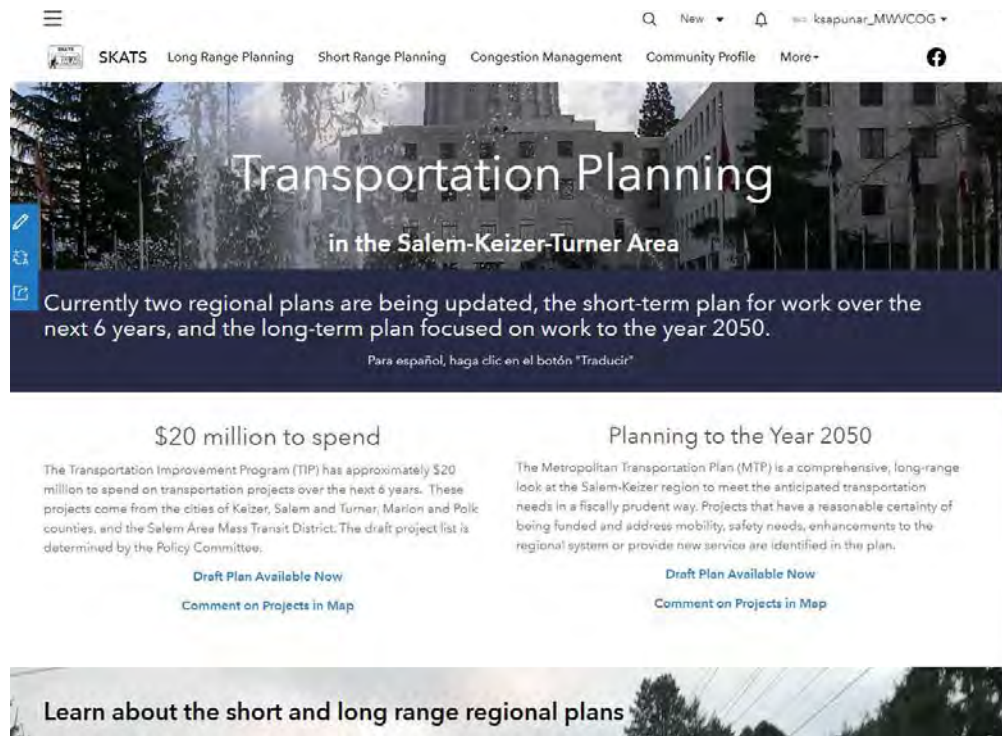 New
ksapunar_MWVCOG
SKATS Long Range Planning Short Range Planning Congestion Management Community Profile More
Transportation Planning
in the Salem-Keizer-Turner Area
Currently two regional plans are being updated, the short-term plan for work over the
next 6 years, and the long-term plan focused on work to the year 2050.
Para español, haga clic en el botón "Traducir"
$20 million to spend
The Transportation Improvement Program (TIP) has approximately $20
million to spend on transportation projects over the next 6 years. These
projects come from the cities of Keizer, Salem and Turner, Marion and Polk
counties, and the Salem Area Mass Transit District. The draft project list is
determined by the Policy Committee.
Draft Plan Available Now
Comment on Projects in Map
Planning to the Year 2050
The Metropolitan Transportation Plan (MTP) is a comprehensive, long-range
look at the Salem-Keizer region to meet the anticipated transportation
needs in a fiscally prudent way. Projects that have a reasonable certainty of
being funded and address mobility, safety needs, enhancements to the
regional system or provide new service are identified in the plan.
Draft Plan Available Now
Comment on Projects in Map
Learn about the short and long range regional plans